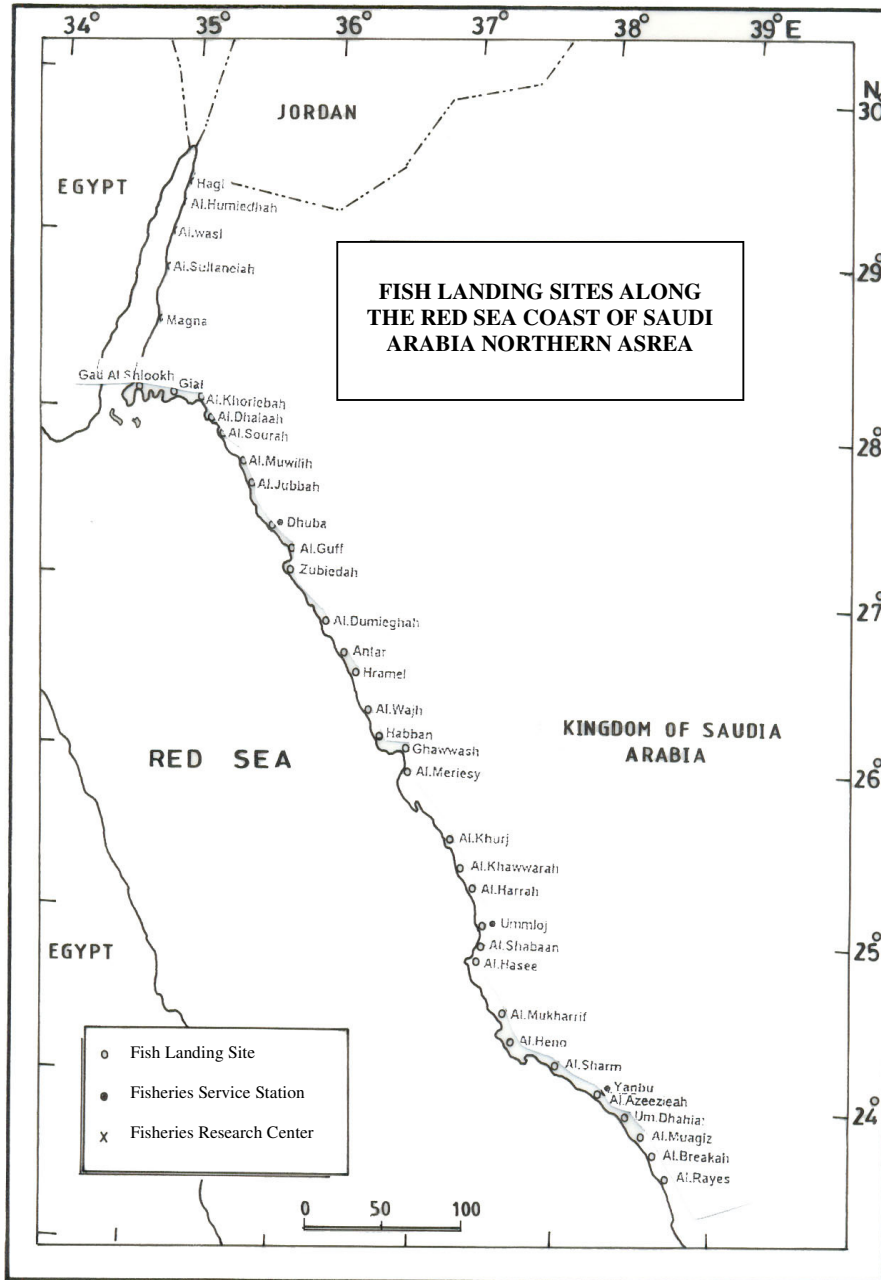 34° 35° 36° 37° 38° 39° E
N
30°
JORDAN
EGYPT
Hagl
Al.Humiedhah
Al.wasl
Al.Sultaneiah
Magna
29°
FISH LANDING SITES ALONG
THE RED SEA COAST OF SAUDI
ARABIA NORTHERN ASREA
Gad Al Shlookh
Gial
Al.Khoriebah
Al.Dhalaah
Al.Sourah
28°
Al.Muwilih
Al.Jubbah
Dhuba
Al.Guff
Zubiedah
27°
Al.Dumieghah
Antar
Hramel
Al.Wajh
Habban
Ghawwash
Al.Meriesy
RED SEA
KINGDOM OF SAUDIA
ARABIA
26°
Al.Khurj
Al.Khawwarah
Al.Harrah
Ummloj
Al.Shabaan
Al.Hasee
EGYPT
25°
Al.Mukharrif
Al.Heno
Al.Sharm
Yanbu
Al.Azeezieah
Um.Dhahiat
Al.Muagiz
Al.Breakah
Al.Rayes
24°
Fish Landing Site
Fisheries Service Station
x Fisheries Research Center
0 50 100